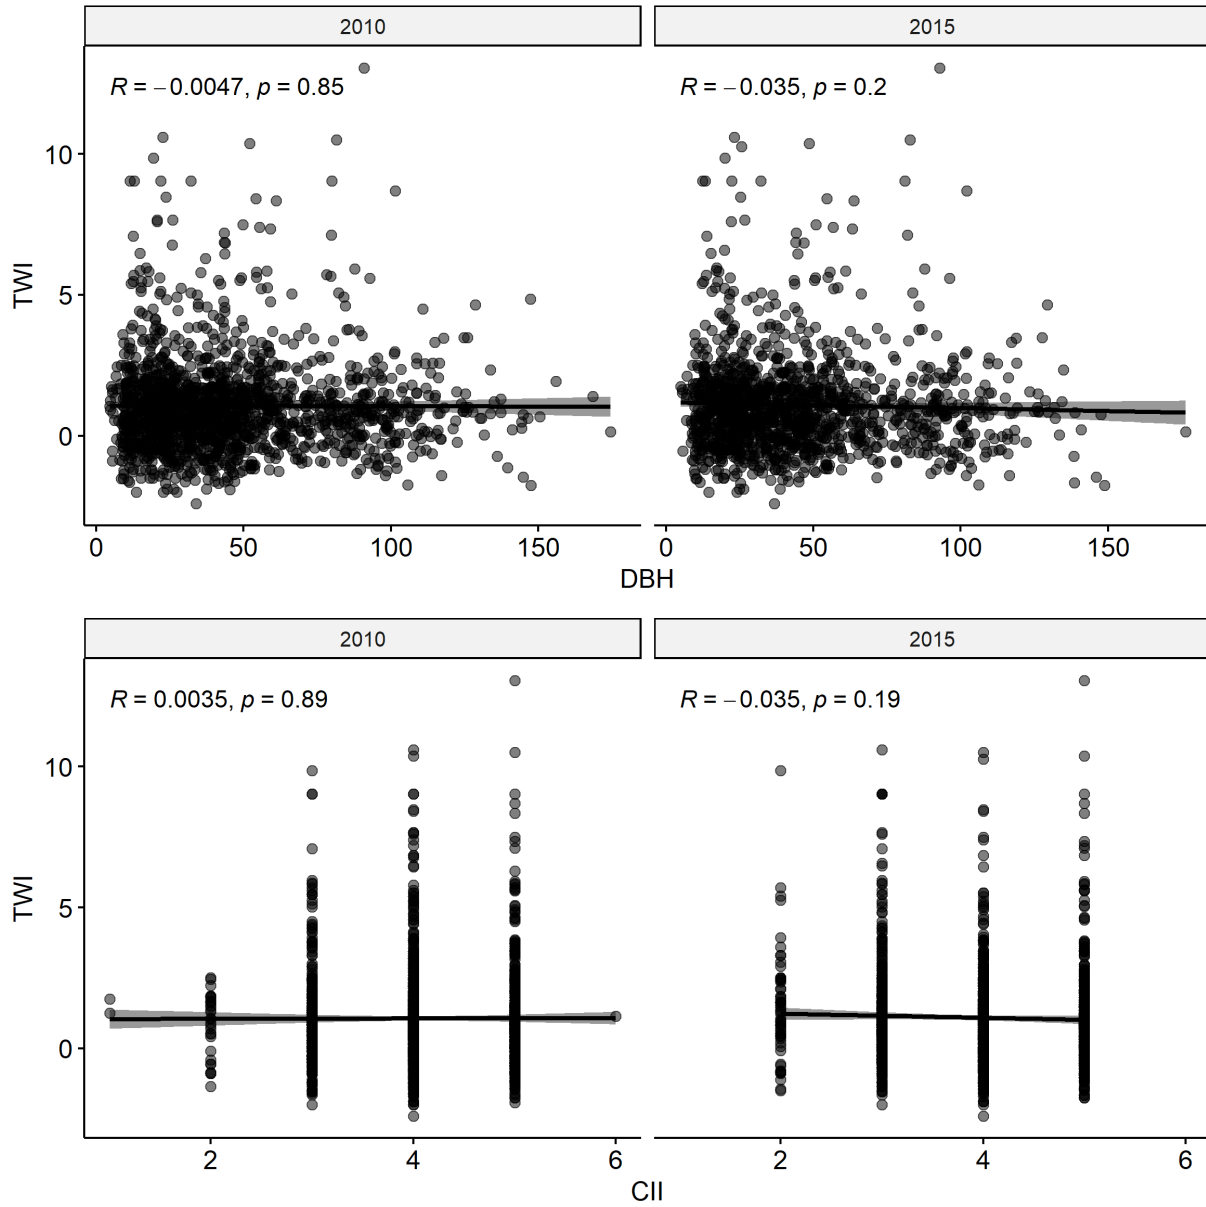 2010 2015
R = −0.0047, p = 0.85 R = −0.035, p = 0.2
10
5
0
TWI
0 50 100 150 0 50 100 150
DBH
2010 2015
R = 0.0035, p = 0.89 R = −0.035, p = 0.19
10
5
0
TWI
2 4 6 2 4 6
CII